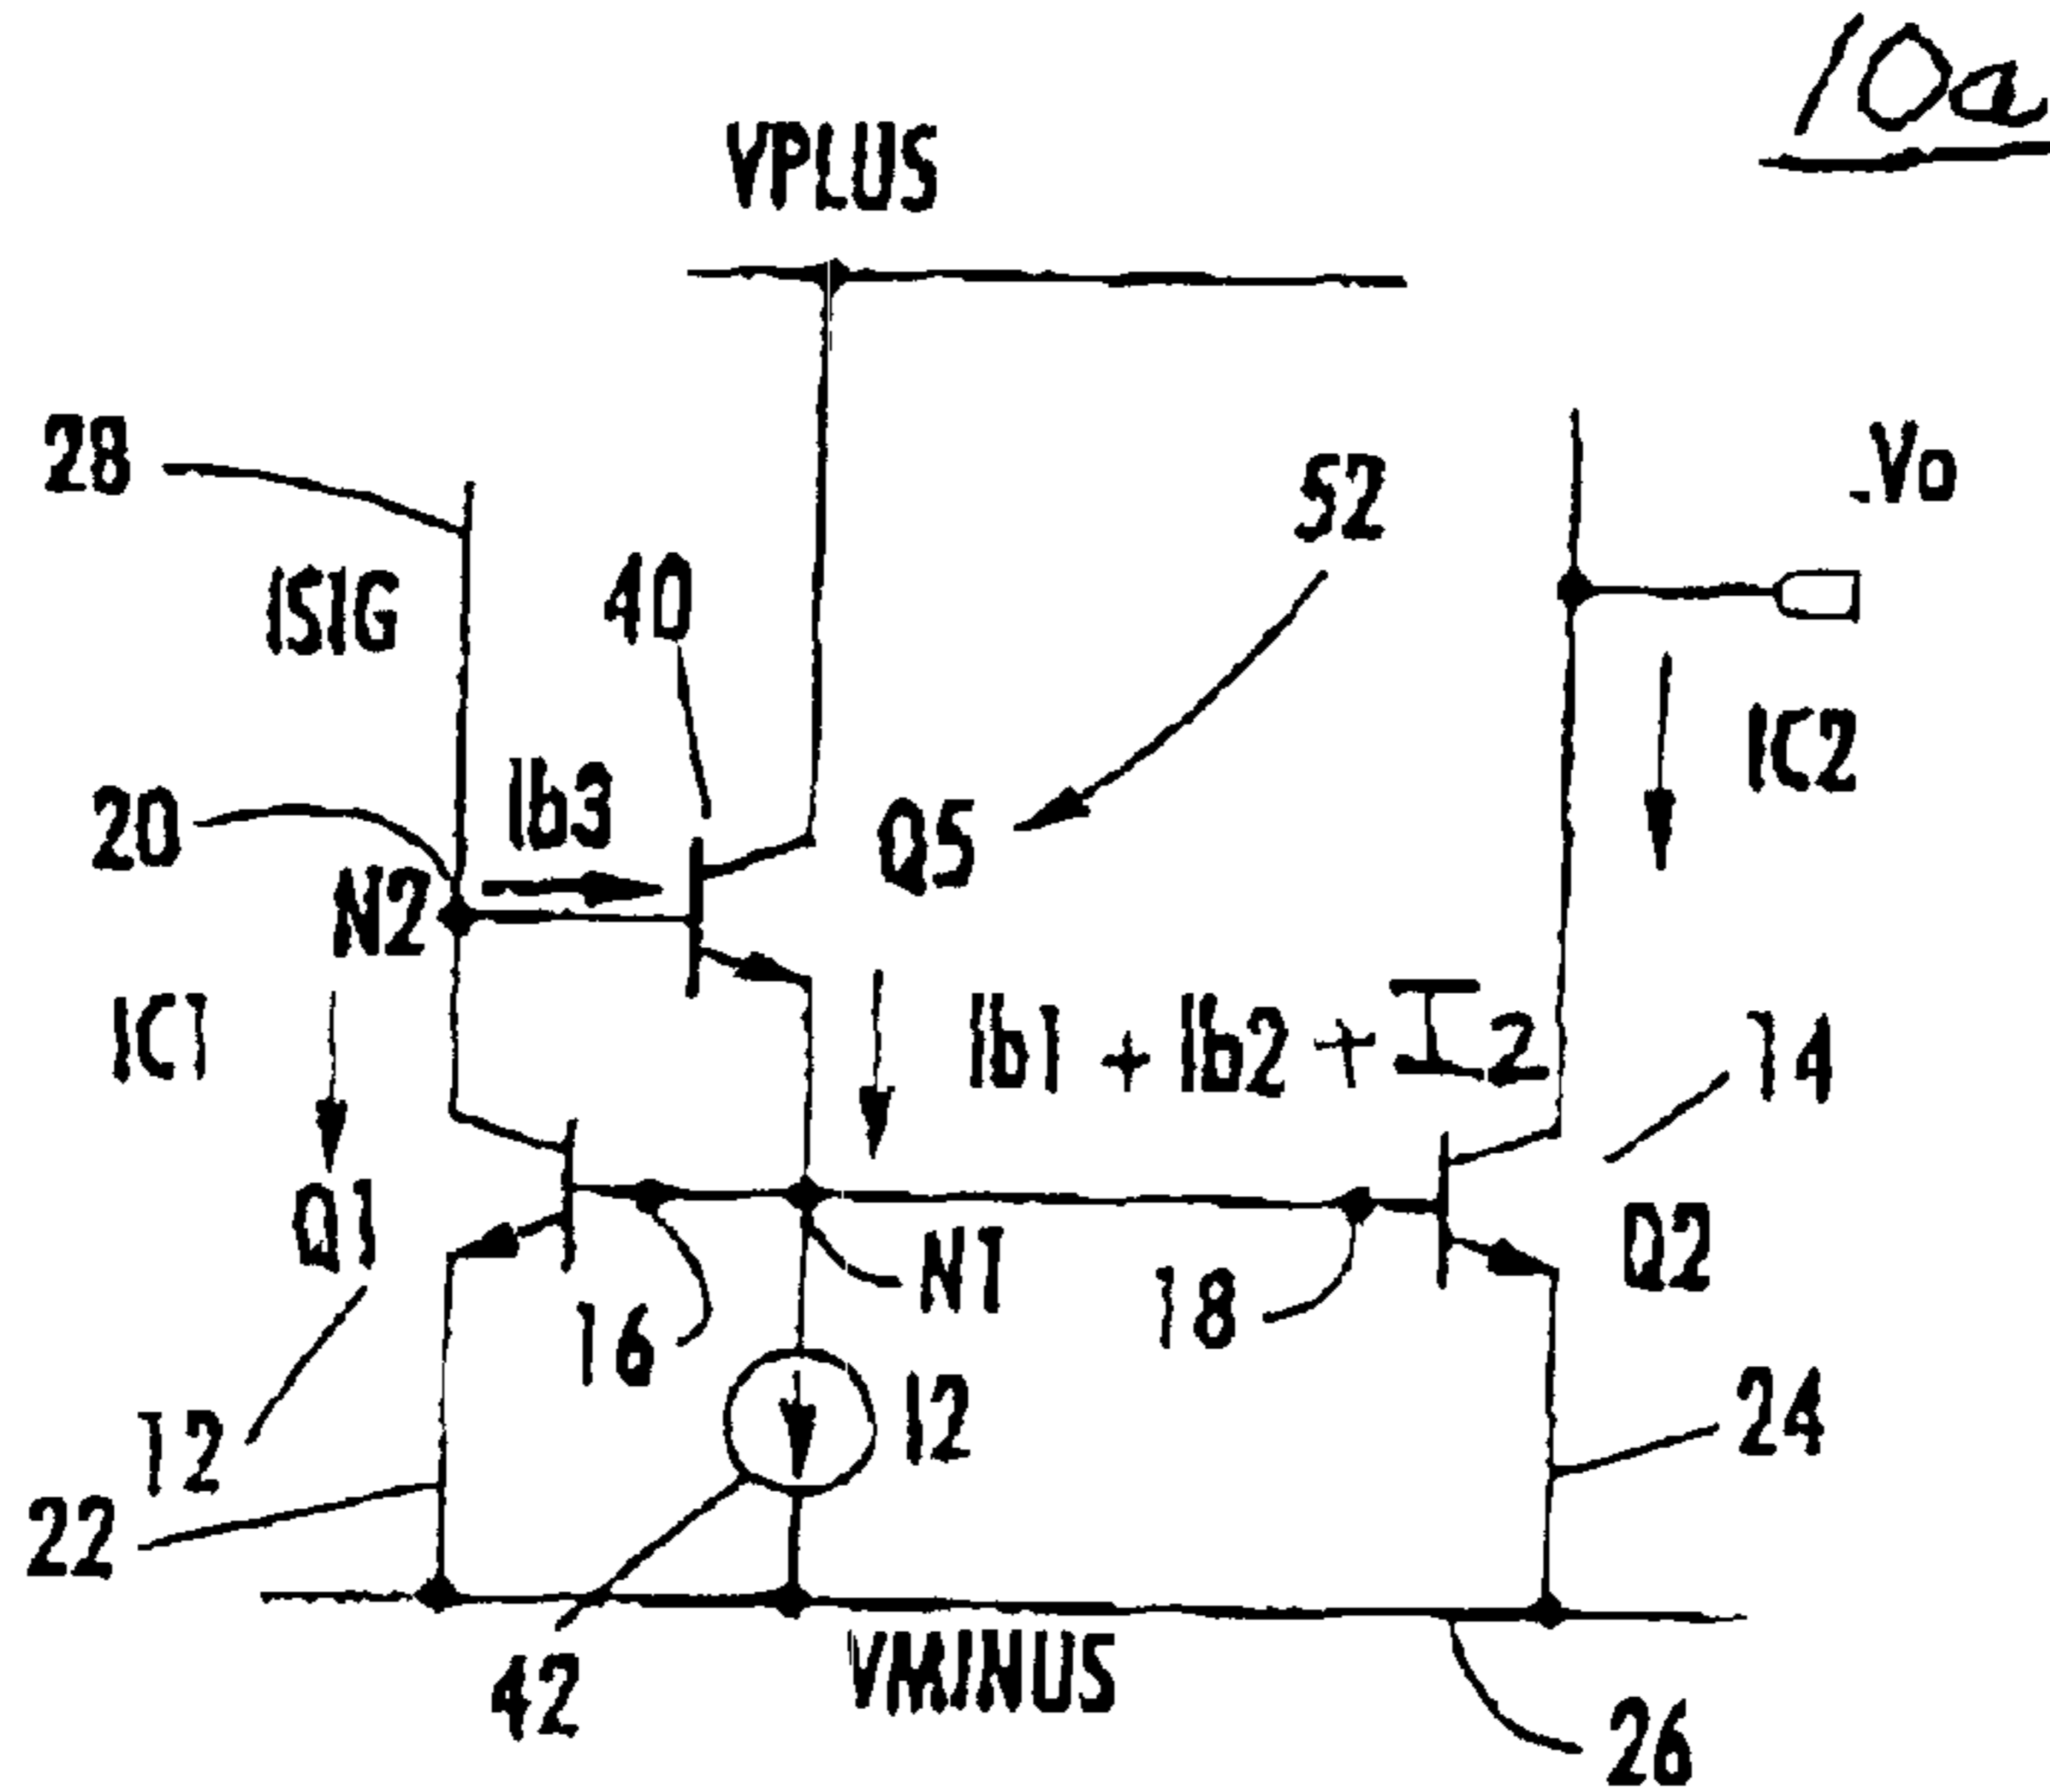 10a
VPLUS
28
ISIG
40
52
Vo
20
Ib3
N2
Q5
IC2
IC1
Ib1 + Ib2 + I2
14
Q1
16
N1
18
Q2
12
I2
24
22
42
VMINUS
26